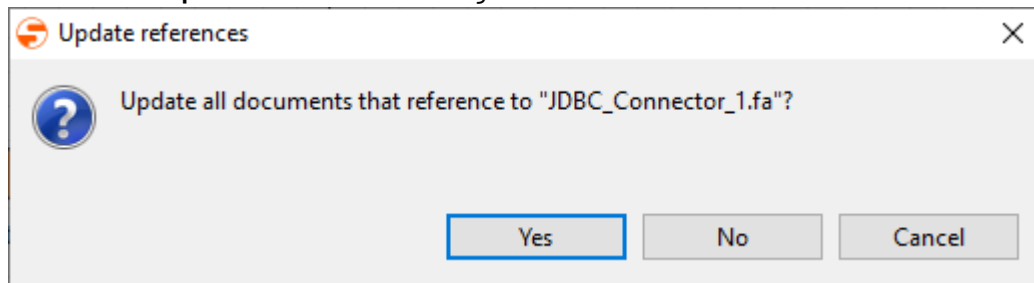 Update references
Update all documents that reference to "JDBC_Connector_1.fa"?
Yes No Cancel